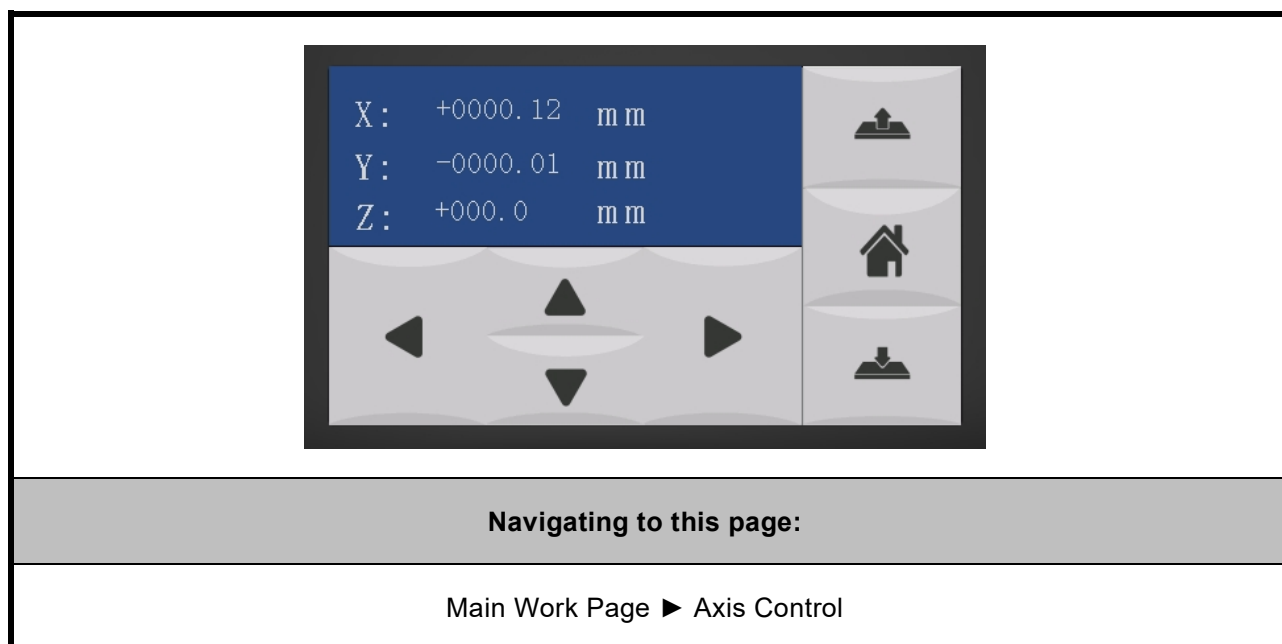 X: +0000.12 mm
Y: -0000.01 mm
Z: +000.0 mm
Navigating to this page:
Main Work Page ► Axis Control